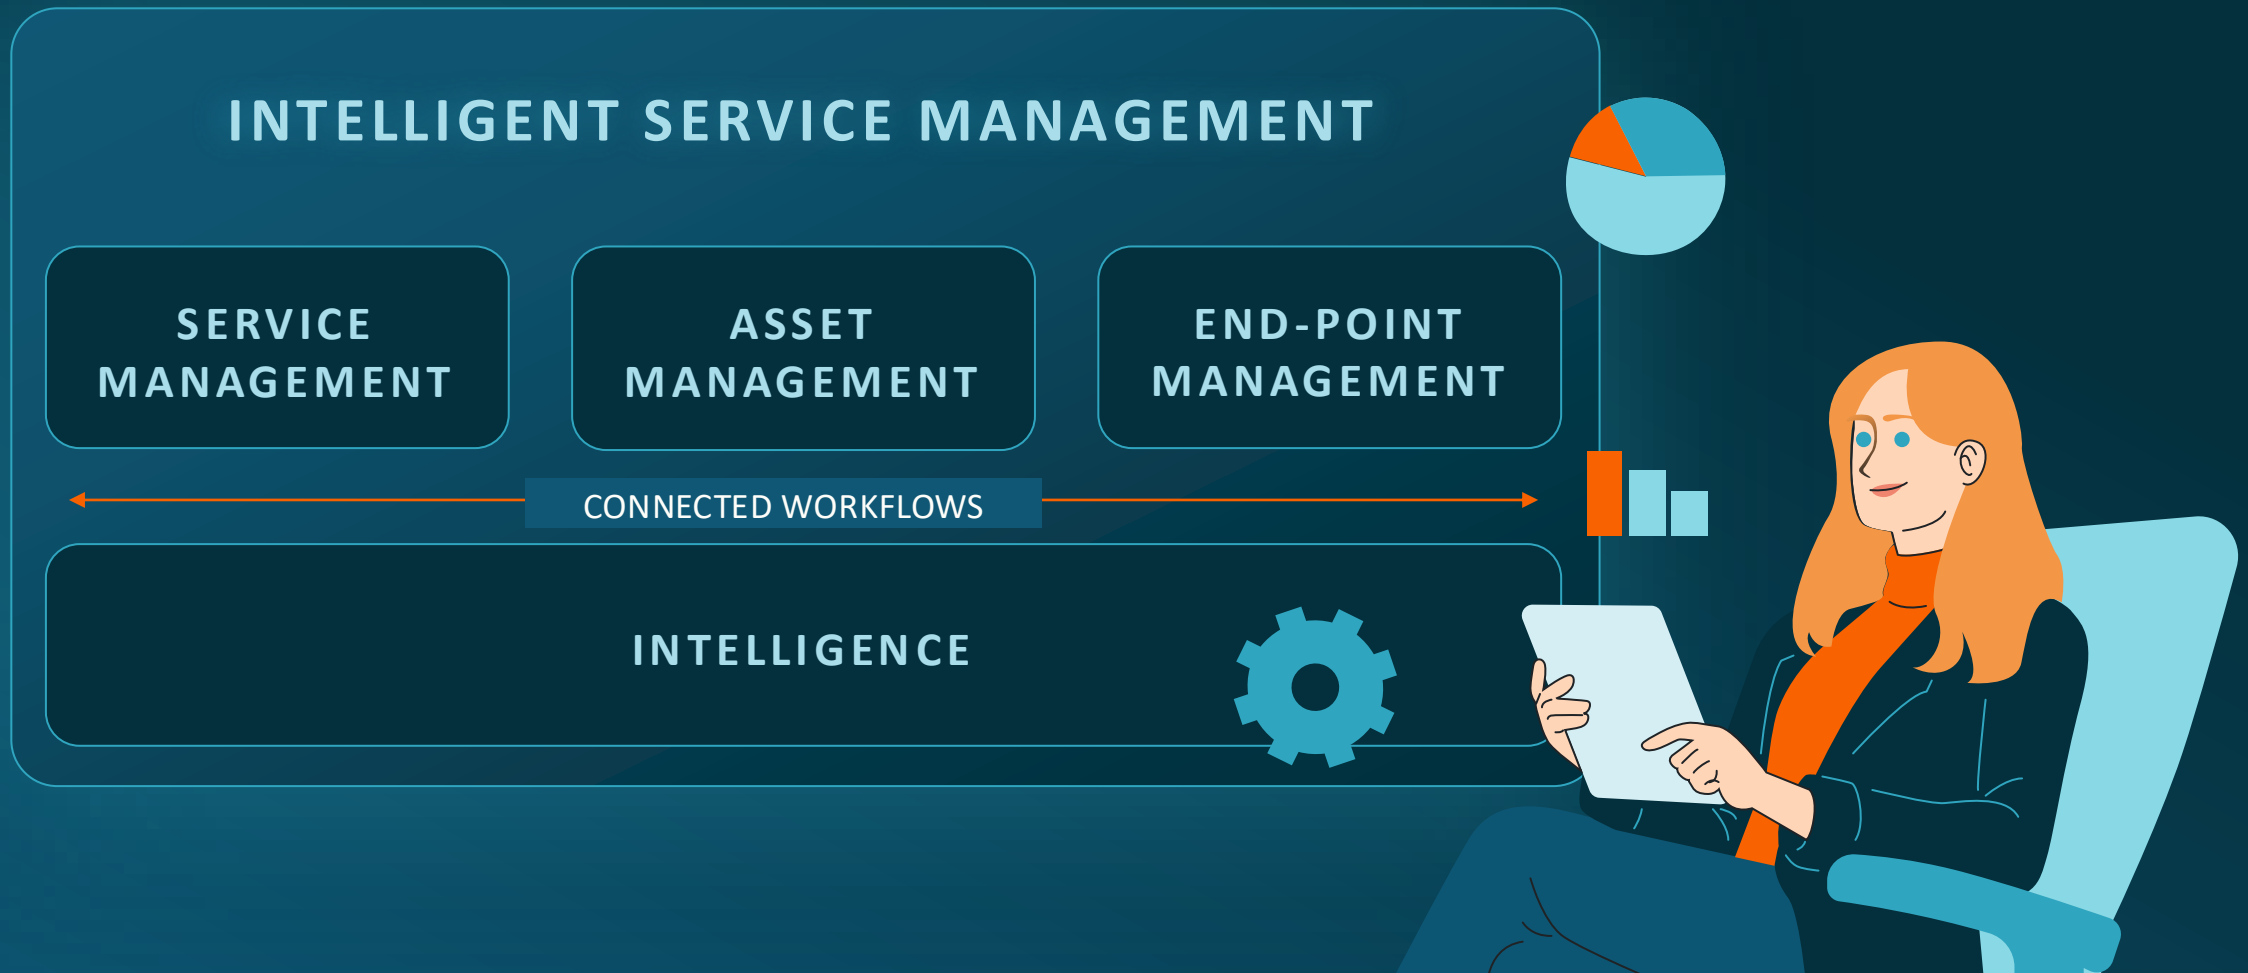 INTELLIGENT SERVICE MANAGEMENT
SERVICE
MANAGEMENT
ASSET
MANAGEMENT
END-POINT
MANAGEMENT
CONNECTED WORKFLOWS
INTELLIGENCE